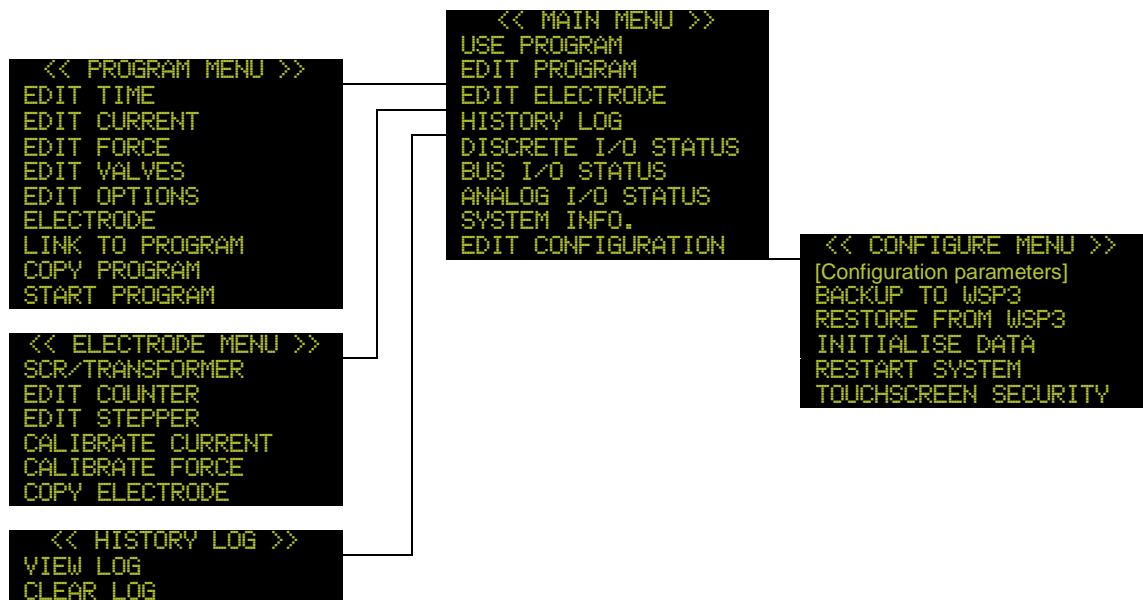 << MAIN MENU >>
USE PROGRAM
EDIT PROGRAM
EDIT ELECTRODE
HISTORY LOG
DISCRETE I/O STATUS
BUS I/O STATUS
ANALOG I/O STATUS
SYSTEM INFO.
EDIT CONFIGURATION
<< PROGRAM MENU >>
EDIT TIME
EDIT CURRENT
EDIT FORCE
EDIT VALVES
EDIT OPTIONS
ELECTRODE
LINK TO PROGRAM
COPY PROGRAM
START PROGRAM
<< ELECTRODE MENU >>
SCR/TRANSFORMER
EDIT COUNTER
EDIT STEPPER
CALIBRATE CURRENT
CALIBRATE FORCE
COPY ELECTRODE
<< HISTORY LOG >>
VIEW LOG
CLEAR LOG
<< CONFIGURE MENU >>
[Configuration parameters]
BACKUP TO WSP3
RESTORE FROM WSP3
INITIALISE DATA
RESTART SYSTEM
TOUCHSCREEN SECURITY